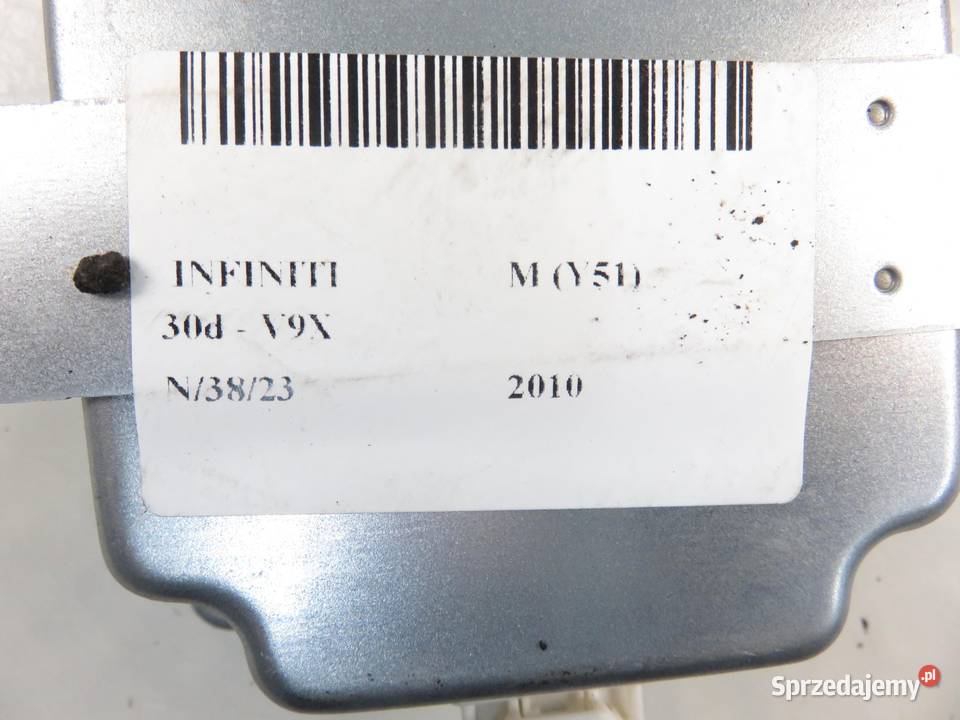 INFINITI M (Y51)
30d - V9X
N/38/23 2010
Sprzedajemy.pl